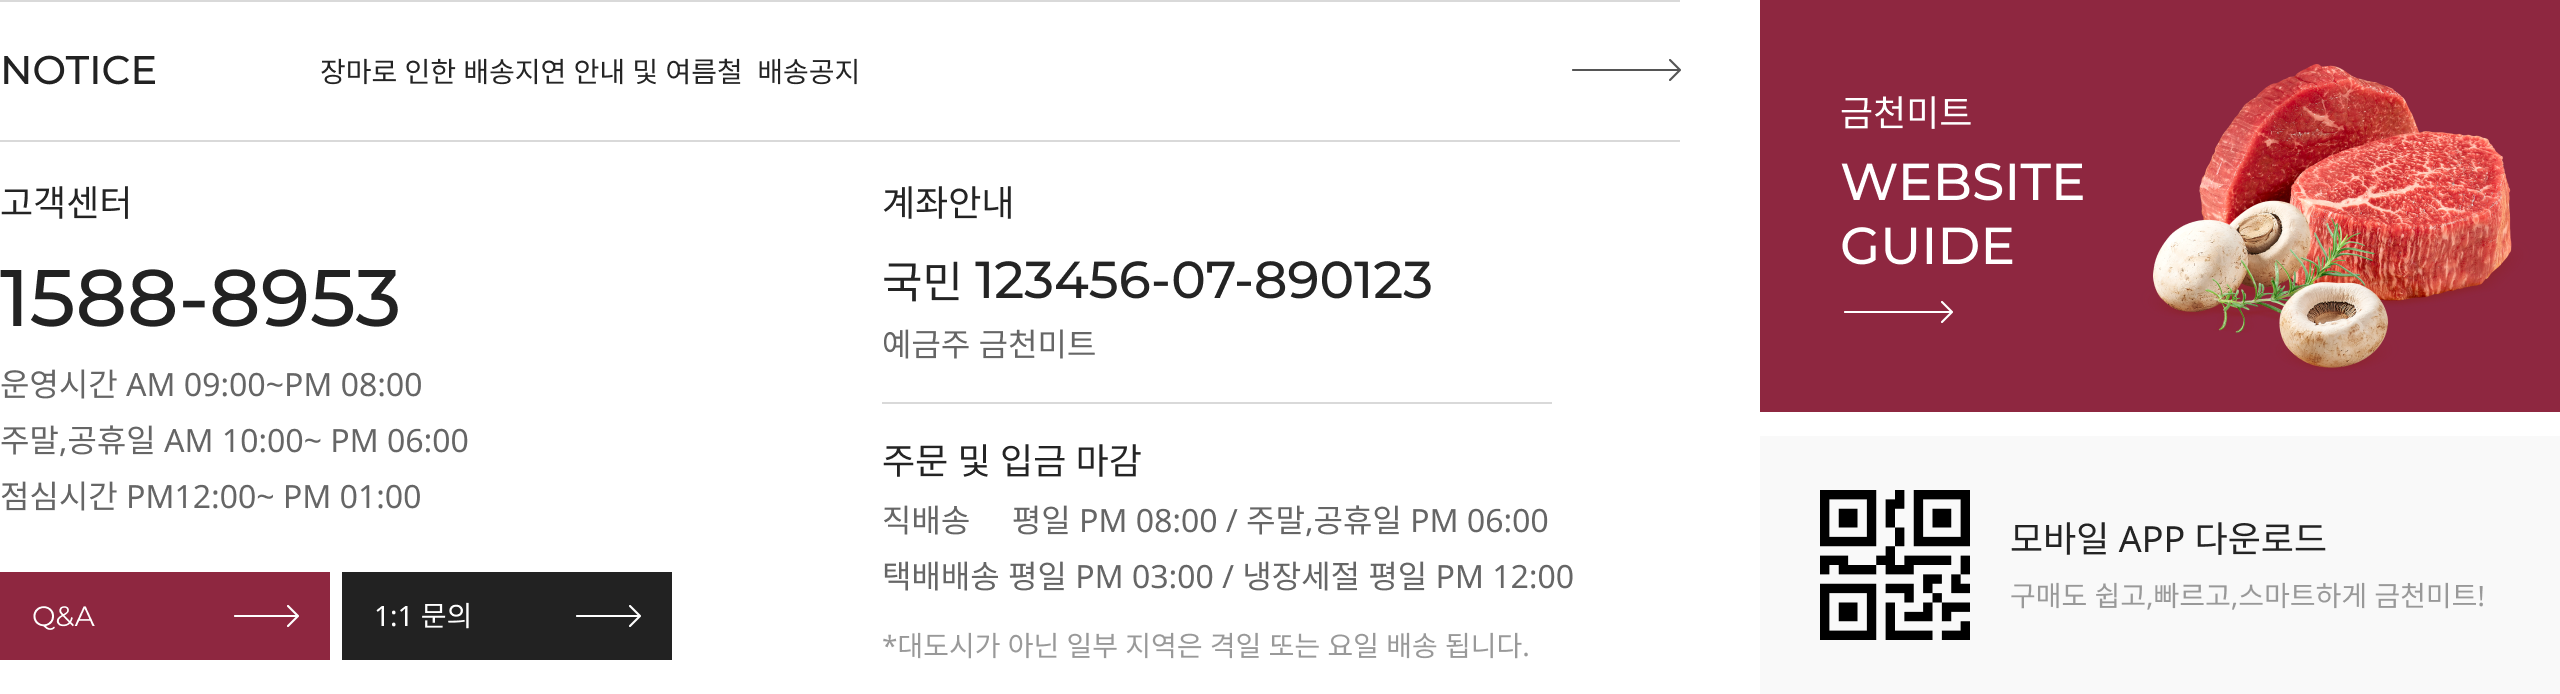 NOTICE 장마로 인한 배송지연 안내 및 여름철 배송공지
고객센터
1588-8953
운영시간 AM 09:00~PM 08:00
주말,공휴일 AM 10:00~ PM 06:00
점심시간 PM12:00~ PM 01:00
Q&A
1:1 문의
계좌안내
국민 123456-07-890123
예금주 금천미트
주문 및 입금 마감
직배송 평일 PM 08:00 / 주말,공휴일 PM 06:00
택배배송 평일 PM 03:00 / 냉장세절 평일 PM 12:00
*대도시가 아닌 일부 지역은 격일 또는 요일 배송 됩니다.
금천미트
WEBSITE
GUIDE
모바일 APP 다운로드
구매도 쉽고,빠르고,스마트하게 금천미트!